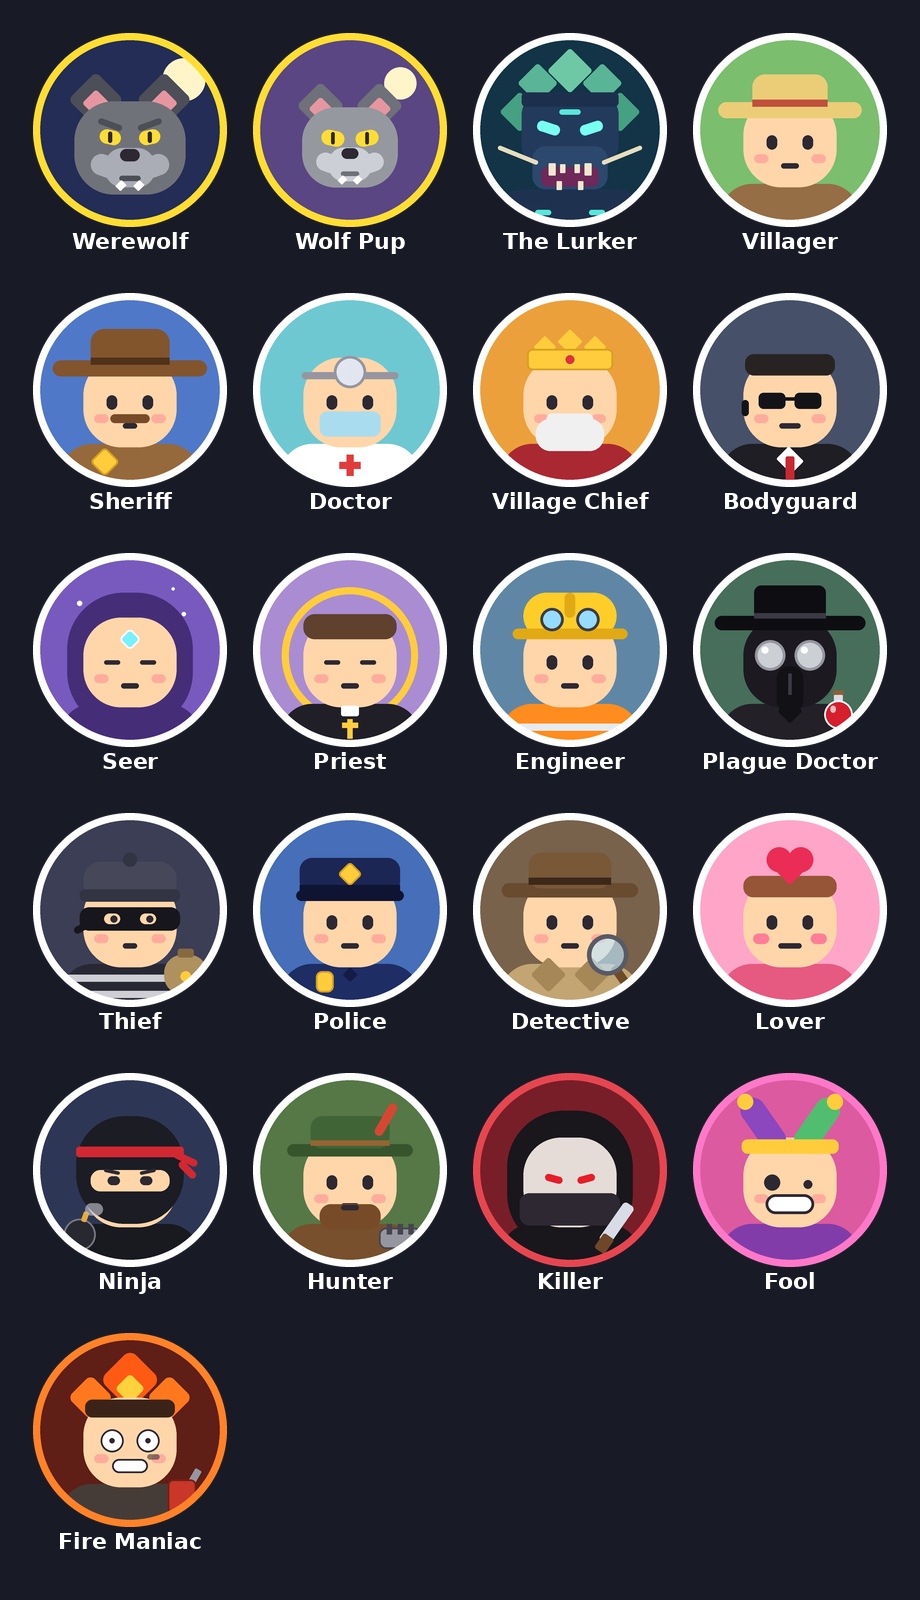 Werewolf
Wolf Pup
The Lurker
Villager
Sheriff
Doctor
Village Chief
Bodyguard
Seer
Priest
Engineer
Plague Doctor
Thief
Police
Detective
Lover
Ninja
Hunter
Killer
Fool
Fire Maniac